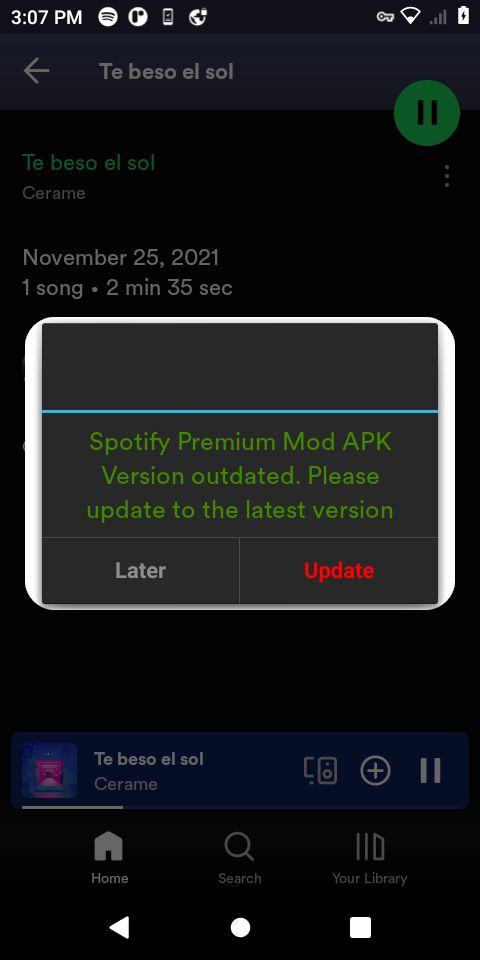 3:07 PM
Te beso el sol
Te beso el sol
Cerame
November 25, 2021
1 song • 2 min 35 sec
Spotify Premium Mod APK
Version outdated. Please
update to the latest version
Later
Update
Te beso el sol
Cerame
Home
Search
Your Library